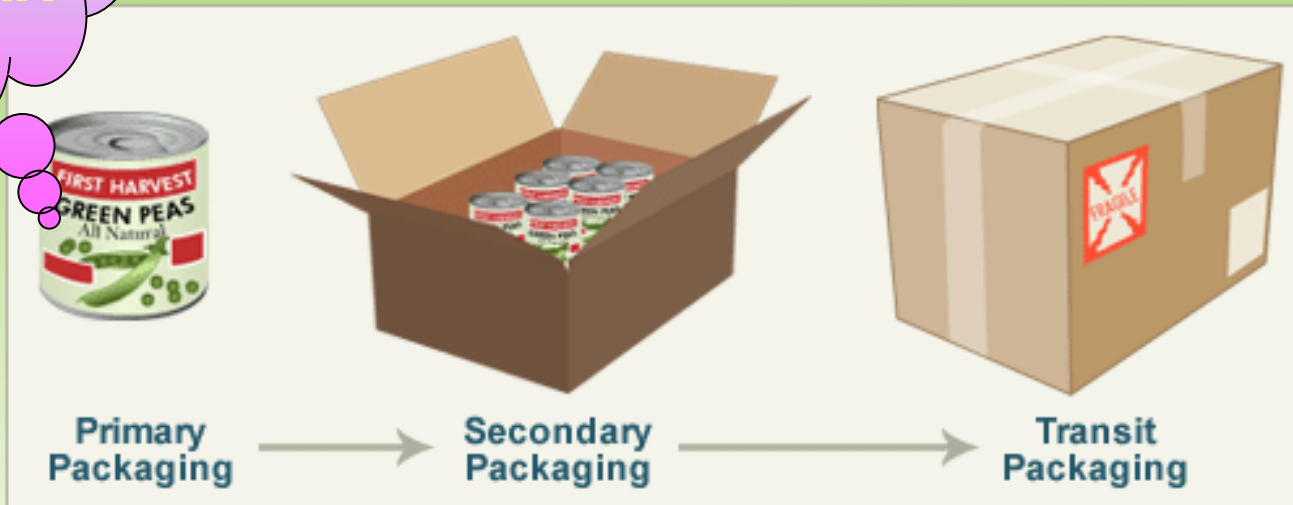 FIRST HARVEST
GREEN PEAS
All Natural
FRAGILE
Primary
Packaging
Secondary
Packaging
Transit
Packaging